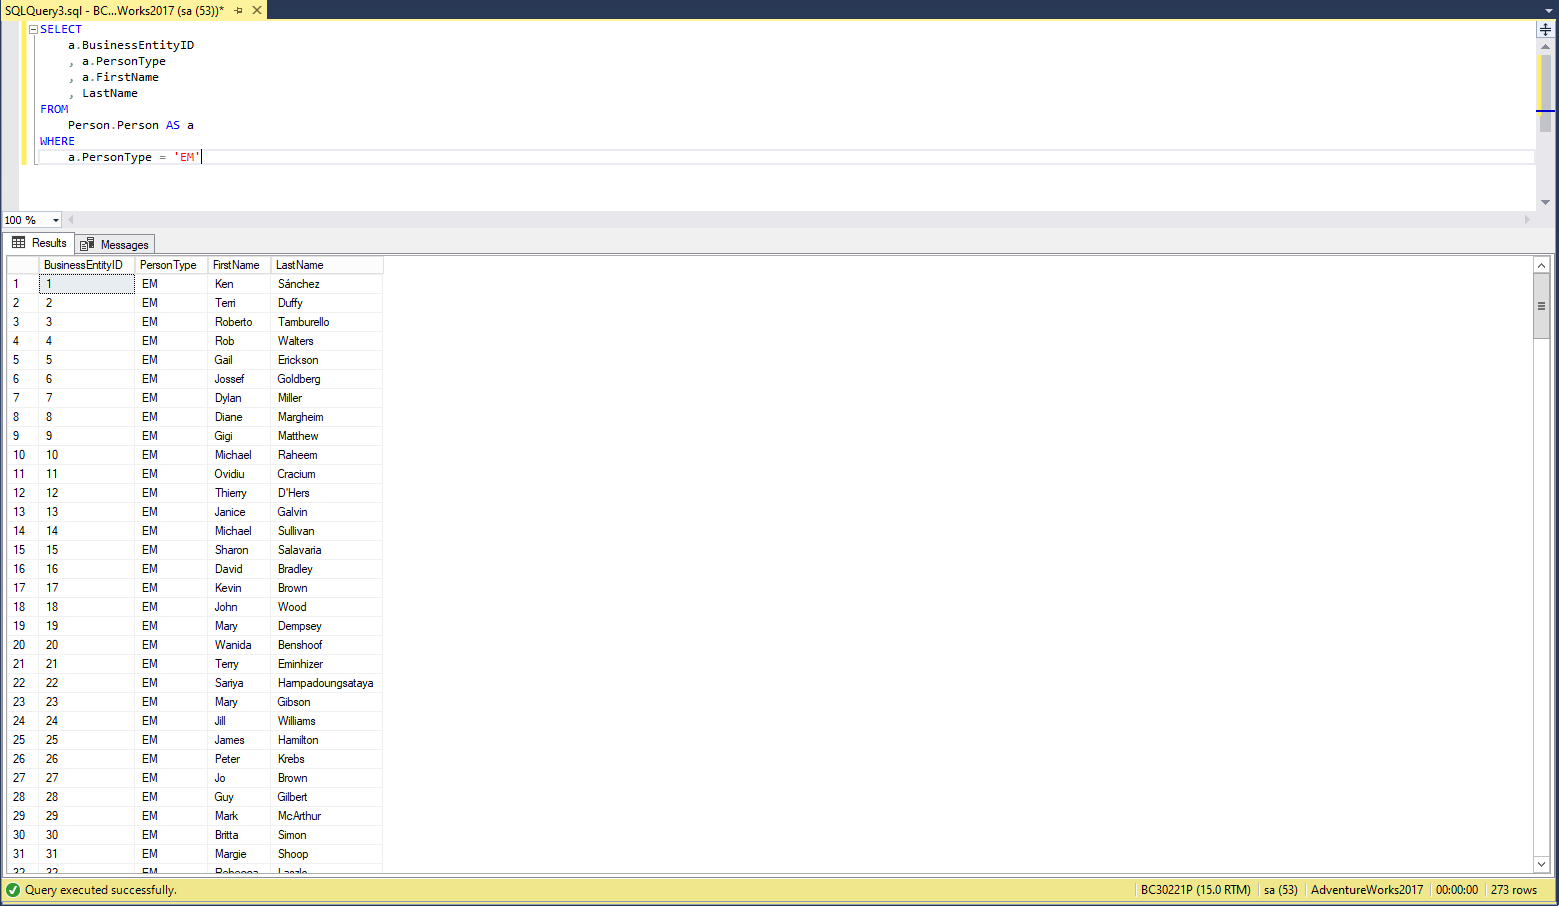 SQLQuery3.sql - BC...Works2017 (sa (53))*
SELECT
a.BusinessEntityID
, a.PersonType
, a.FirstName
, LastName
FROM
Person.Person AS a
WHERE
a.PersonType = 'EM'
100 %
Results Messages
BusinessEntityID PersonType FirstName LastName
1 1 EM Ken Sánchez
2 2 EM Terri Duffy
3 3 EM Roberto Tamburello
4 4 EM Rob Walters
5 5 EM Gail Erickson
6 6 EM Jossef Goldberg
7 7 EM Dylan Miller
8 8 EM Diane Margheim
9 9 EM Gigi Matthew
10 10 EM Michael Raheem
11 11 EM Ovidiu Cracium
12 12 EM Thierry D'Hers
13 13 EM Janice Galvin
14 14 EM Michael Sullivan
15 15 EM Sharon Salavaria
16 16 EM David Bradley
17 17 EM Kevin Brown
18 18 EM John Wood
19 19 EM Mary Dempsey
20 20 EM Wanida Benshoof
21 21 EM Terry Eminhizer
22 22 EM Sariya Harnpadoungsataya
23 23 EM Mary Gibson
24 24 EM Jill Williams
25 25 EM James Hamilton
26 26 EM Peter Krebs
27 27 EM Jo Brown
28 28 EM Guy Gilbert
29 29 EM Mark McArthur
30 30 EM Britta Simon
31 31 EM Margie Shoop
32 32 EM Rebecca Laszlo
Query executed successfully. BC30221P (15.0 RTM) sa (53) AdventureWorks2017 00:00:00 273 rows